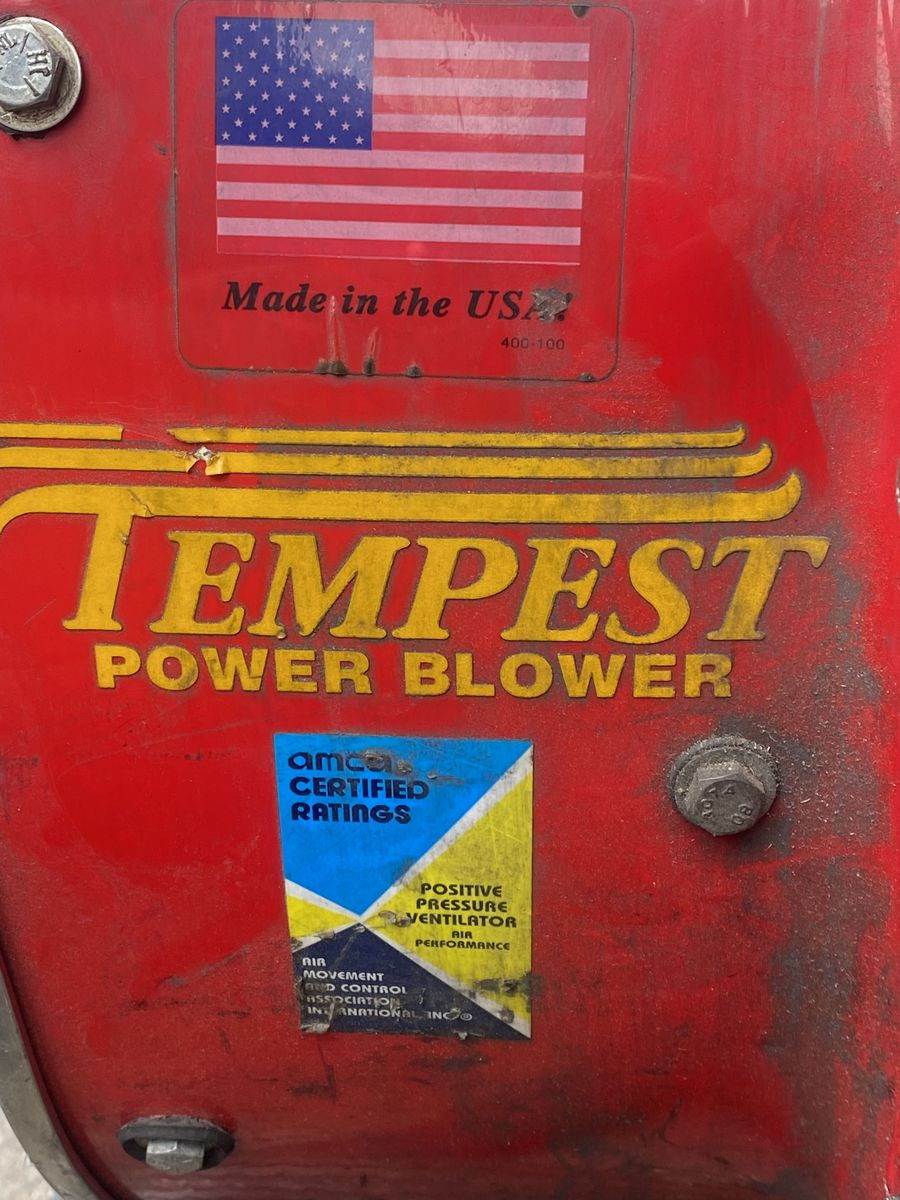 JH
Made in the USA!
400-100
TEMPEST
POWER BLOWER
amca
CERTIFIED
RATINGS
POSITIVE
PRESSURE
VENTILATOR
AIR
PERFORMANCE
AIR
MOVEMENT
AND CONTROL
ASSOCIATION
INTERNATIONAL, INC.®